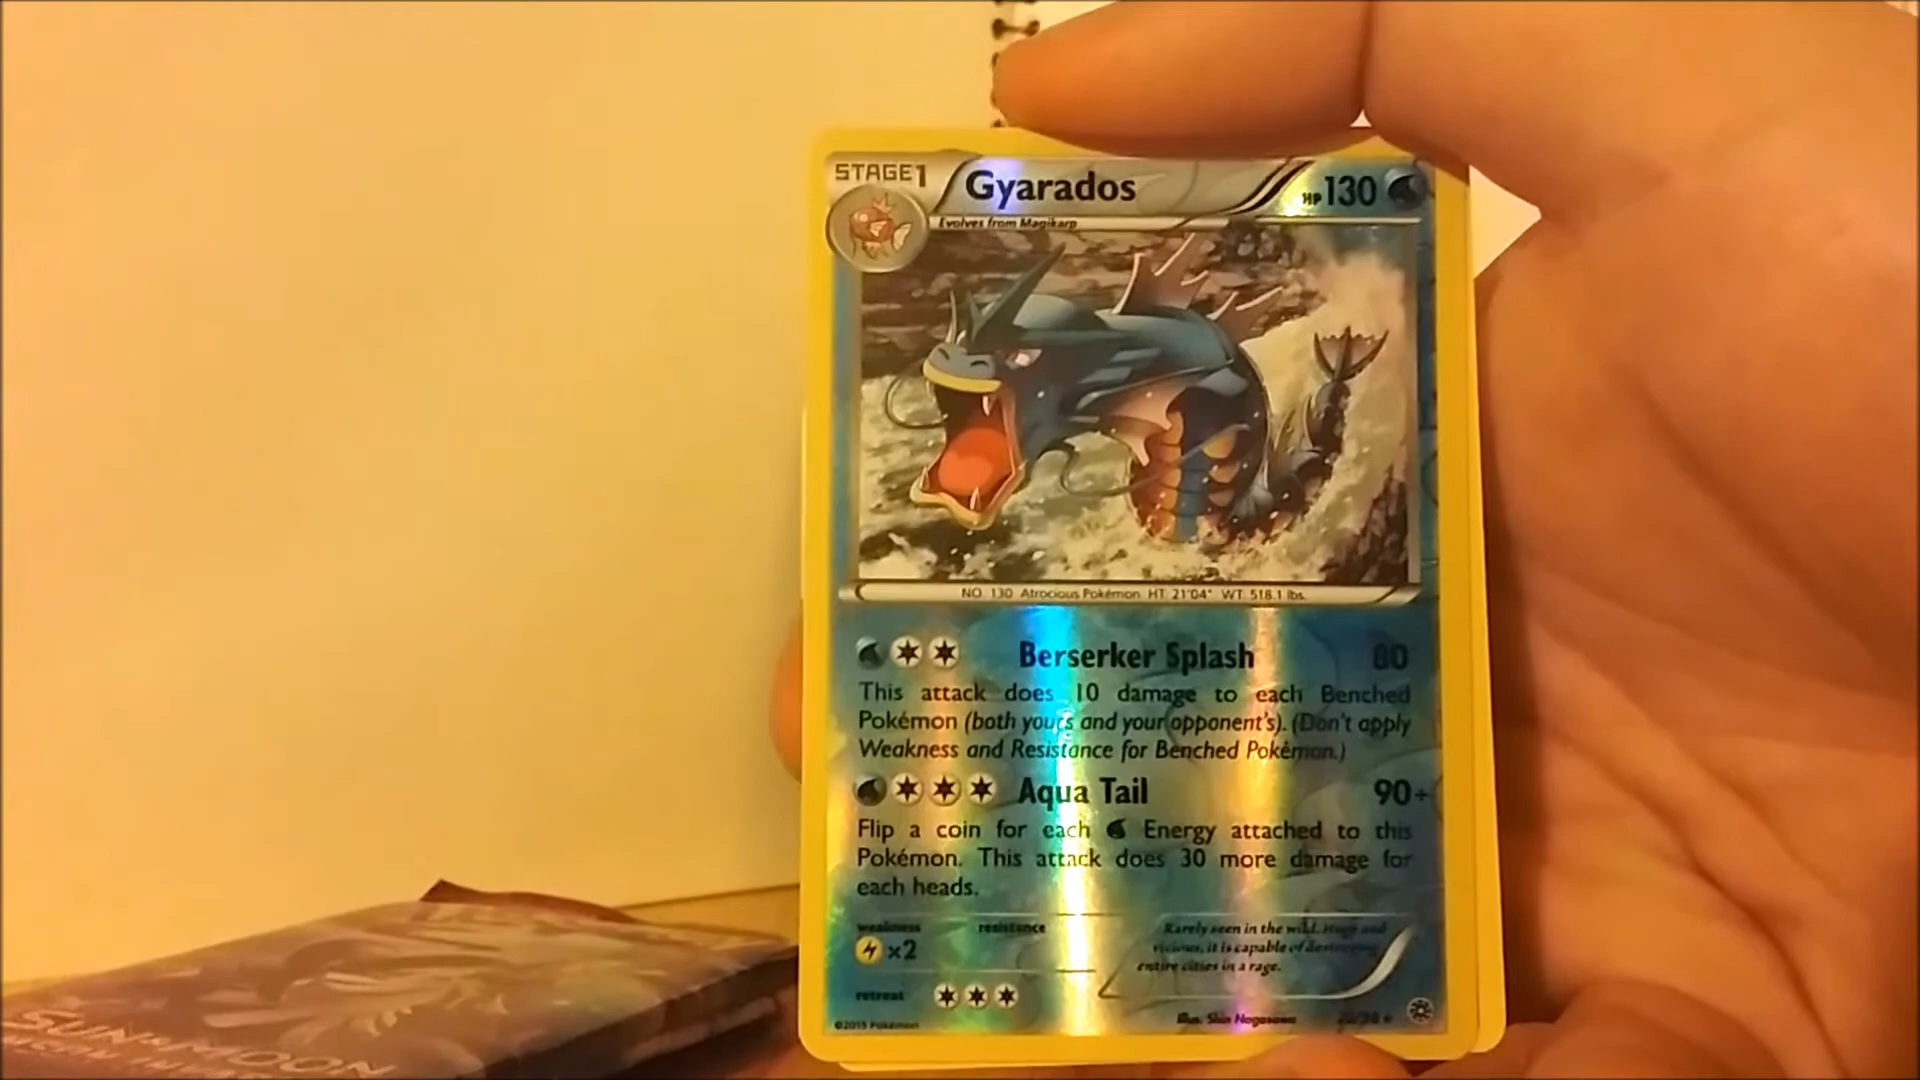 STAGE1
Gyarados
HP130
Evolves from Magikarp
NO. 130 Atrocious Pokémon HT: 21'04" WT: 518.1 lbs.
Berserker Splash 80
This attack does 10 damage to each Benched
Pokémon (both yours and your opponent's). (Don't apply
Weakness and Resistance for Benched Pokémon.)
Aqua Tail 90+
Flip a coin for each Energy attached to this
Pokémon. This attack does 30 more damage for
each heads.
weakness resistance
×2
Rarely seen in the wild. Huge and
vicious, it is capable of destroying
entire cities in a rage.
retreat
©2015 Pokémon
Illus. Shin Nagasawa
SUN & MOON